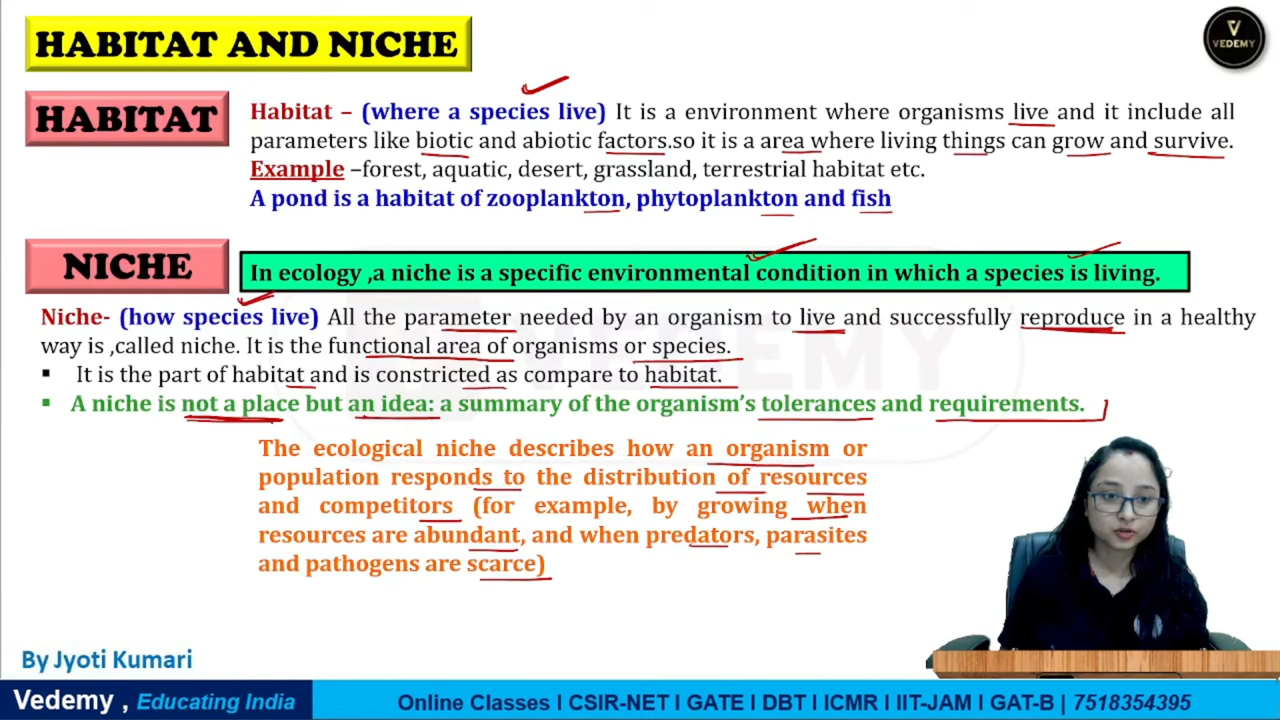 HABITAT AND NICHE
V
VEDEMY
HABITAT
Habitat – (where a species live) It is a environment where organisms live and it include all
parameters like biotic and abiotic factors.so it is a area where living things can grow and survive.
Example –forest, aquatic, desert, grassland, terrestrial habitat etc.
A pond is a habitat of zooplankton, phytoplankton and fish
NICHE
In ecology ,a niche is a specific environmental condition in which a species is living.
Niche- (how species live) All the parameter needed by an organism to live and successfully reproduce in a healthy
way is ,called niche. It is the functional area of organisms or species.
▪ It is the part of habitat and is constricted as compare to habitat.
▪ A niche is not a place but an idea: a summary of the organism's tolerances and requirements.
The ecological niche describes how an organism or
population responds to the distribution of resources
and competitors (for example, by growing when
resources are abundant, and when predators, parasites
and pathogens are scarce)
VEDEMY
By Jyoti Kumari
Vedemy , Educating India
Online Classes I CSIR-NET I GATE I DBT I ICMR I IIT-JAM I GAT-B | 7518354395